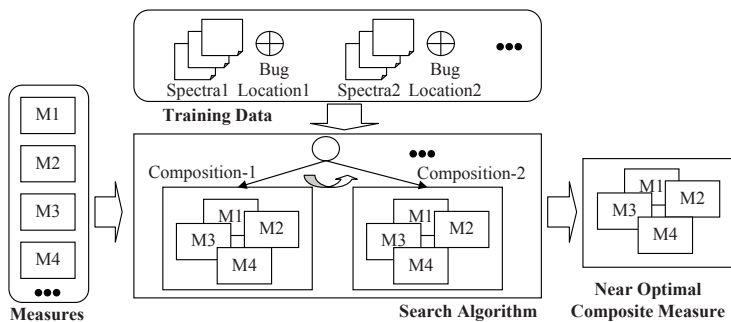 Spectra1
Bug
Location1
Spectra2
Bug
Location2
●●●
Training Data
M1
M2
M3
M4
●●●
Measures
Composition-1
●●●
Composition-2
M1
M2
M3
M4
M1
M2
M3
M4
Search Algorithm
M1
M2
M3
M4
Near Optimal
Composite Measure